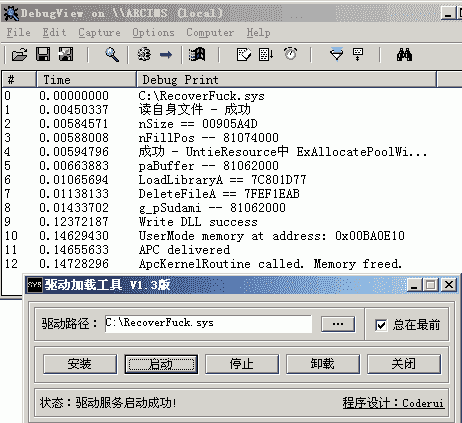 DebugView on \\ARCIMS (local)
File Edit Capture Options Computer Help
# Time Debug Print
0 0.00000000 C:\RecoverFuck.sys
1 0.00450337 读自身文件 - 成功
2 0.00584571 nSize == 00905A4D
3 0.00588008 nFillPos -- 81074000
4 0.00594796 成功 - UntieResource中 ExAllocatePoolWi...
5 0.00663883 paBuffer -- 81062000
6 0.01065694 LoadLibraryA == 7C801D77
7 0.01138133 DeleteFileA == 7FEF1EAB
8 0.01433702 g_pSudami -- 81062000
9 0.12372187 Write DLL success
10 0.14629430 UserMode memory at address: 0x00BA0E10
11 0.14655633 APC delivered
12 0.14728296 ApcKernelRoutine called. Memory freed.
SYS 驱动加载工具 V1.3版
驱动路径： C:\RecoverFuck.sys ... 总在最前
安装 启动 停止 卸载 关闭
状态：驱动服务启动成功! 程序设计：Coderui